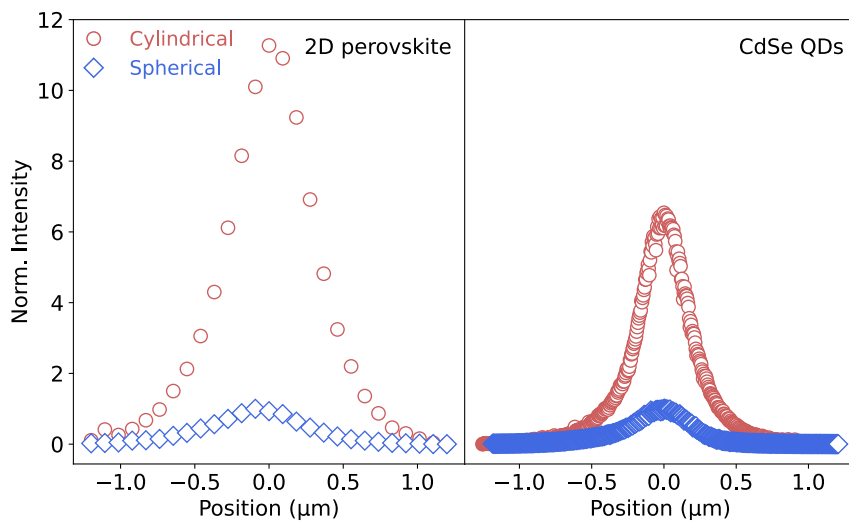 12
10
8
6
4
2
0
Norm. Intensity
Cylindrical
Spherical
2D perovskite
CdSe QDs
−1.0 −0.5 0.0 0.5 1.0
−1.0 −0.5 0.0 0.5 1.0
Position (μm)
Position (μm)